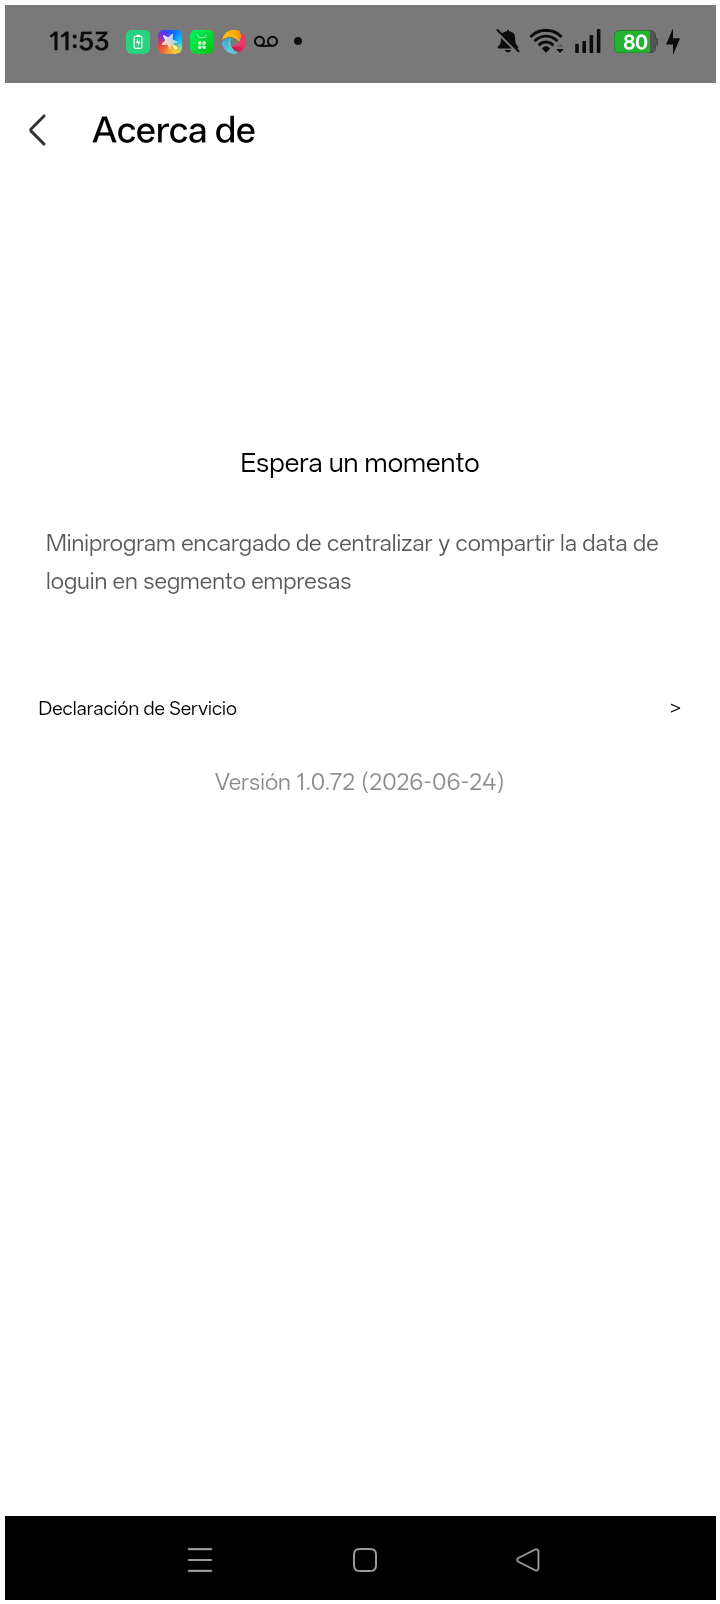 11:53
80
Acerca de
Espera un momento
Miniprogram encargado de centralizar y compartir la data de
loguin en segmento empresas
Declaración de Servicio >
Versión 1.0.72 (2026-06-24)